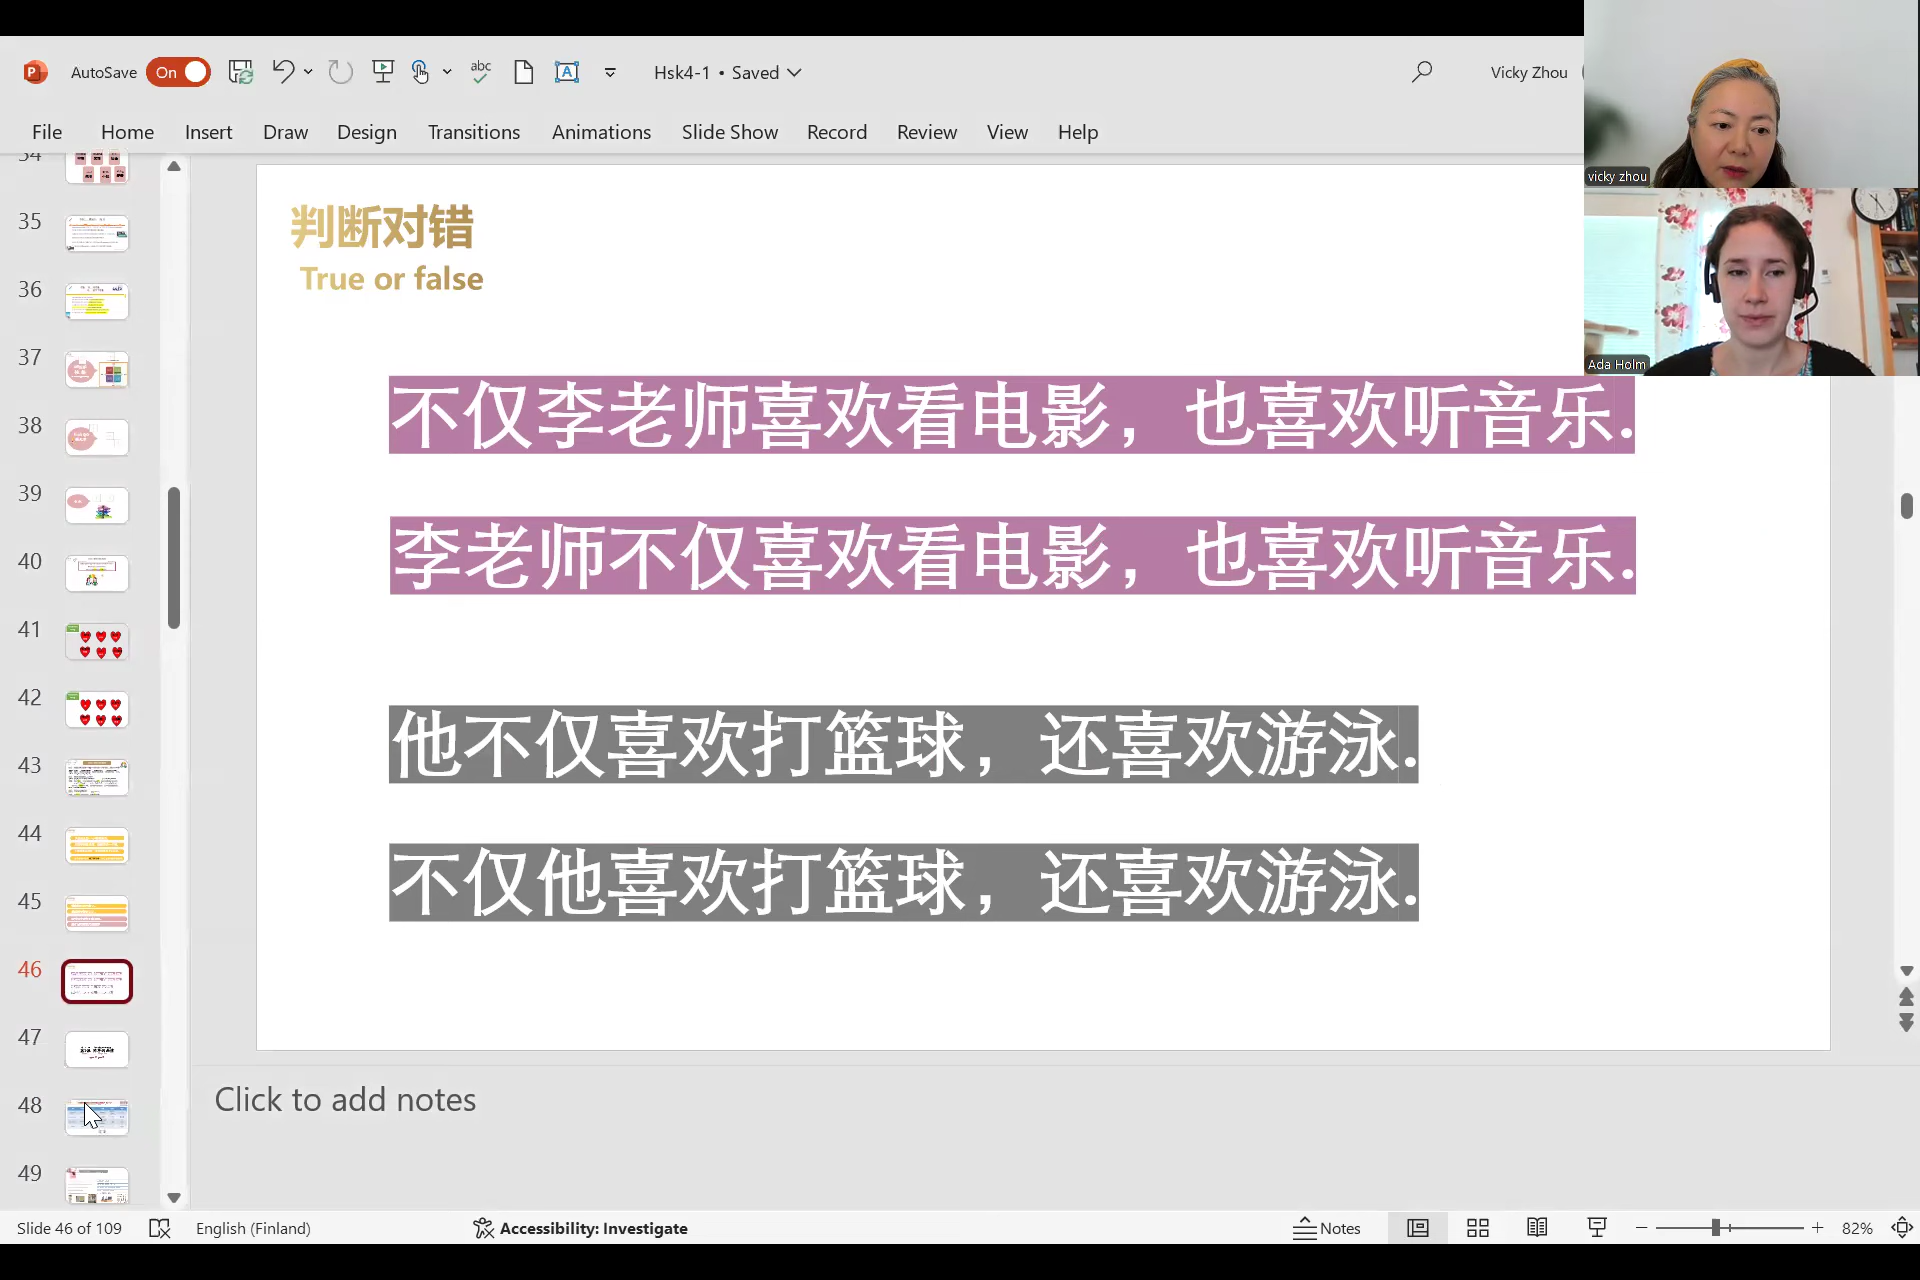 AutoSave On Hsk4-1 • Saved Vicky Zhou
File Home Insert Draw Design Transitions Animations Slide Show Record Review View Help
vicky zhou
Ada Holm
34
35
36
37
38
39
40
41
42
43
44
45
46
47
48
49
判断对错
True or false
不仅李老师喜欢看电影，也喜欢听音乐.
李老师不仅喜欢看电影，也喜欢听音乐.
他不仅喜欢打篮球，还喜欢游泳.
不仅他喜欢打篮球，还喜欢游泳.
Click to add notes
Slide 46 of 109 English (Finland) Accessibility: Investigate Notes 82%